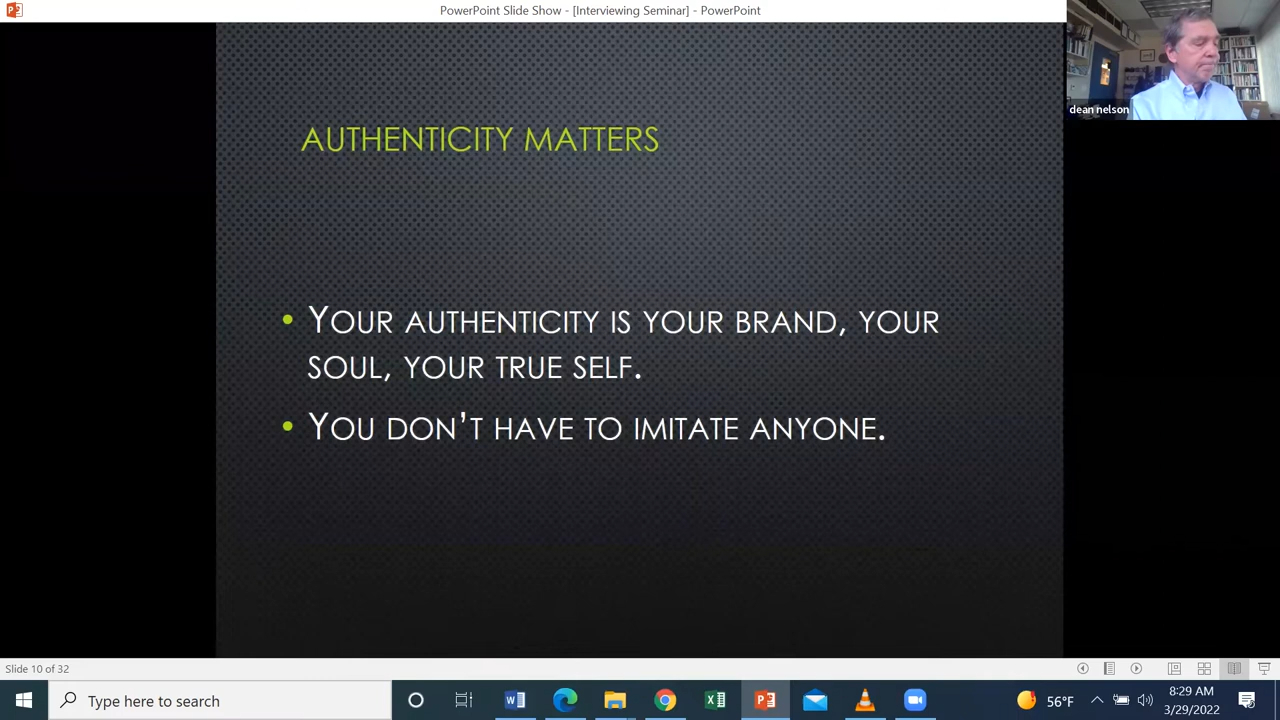 PowerPoint Slide Show - [Interviewing Seminar] - PowerPoint
dean nelson
AUTHENTICITY MATTERS
• YOUR AUTHENTICITY IS YOUR BRAND, YOUR
SOUL, YOUR TRUE SELF.
• YOU DON’T HAVE TO IMITATE ANYONE.
Slide 10 of 32
Type here to search
56°F
8:29 AM
3/29/2022